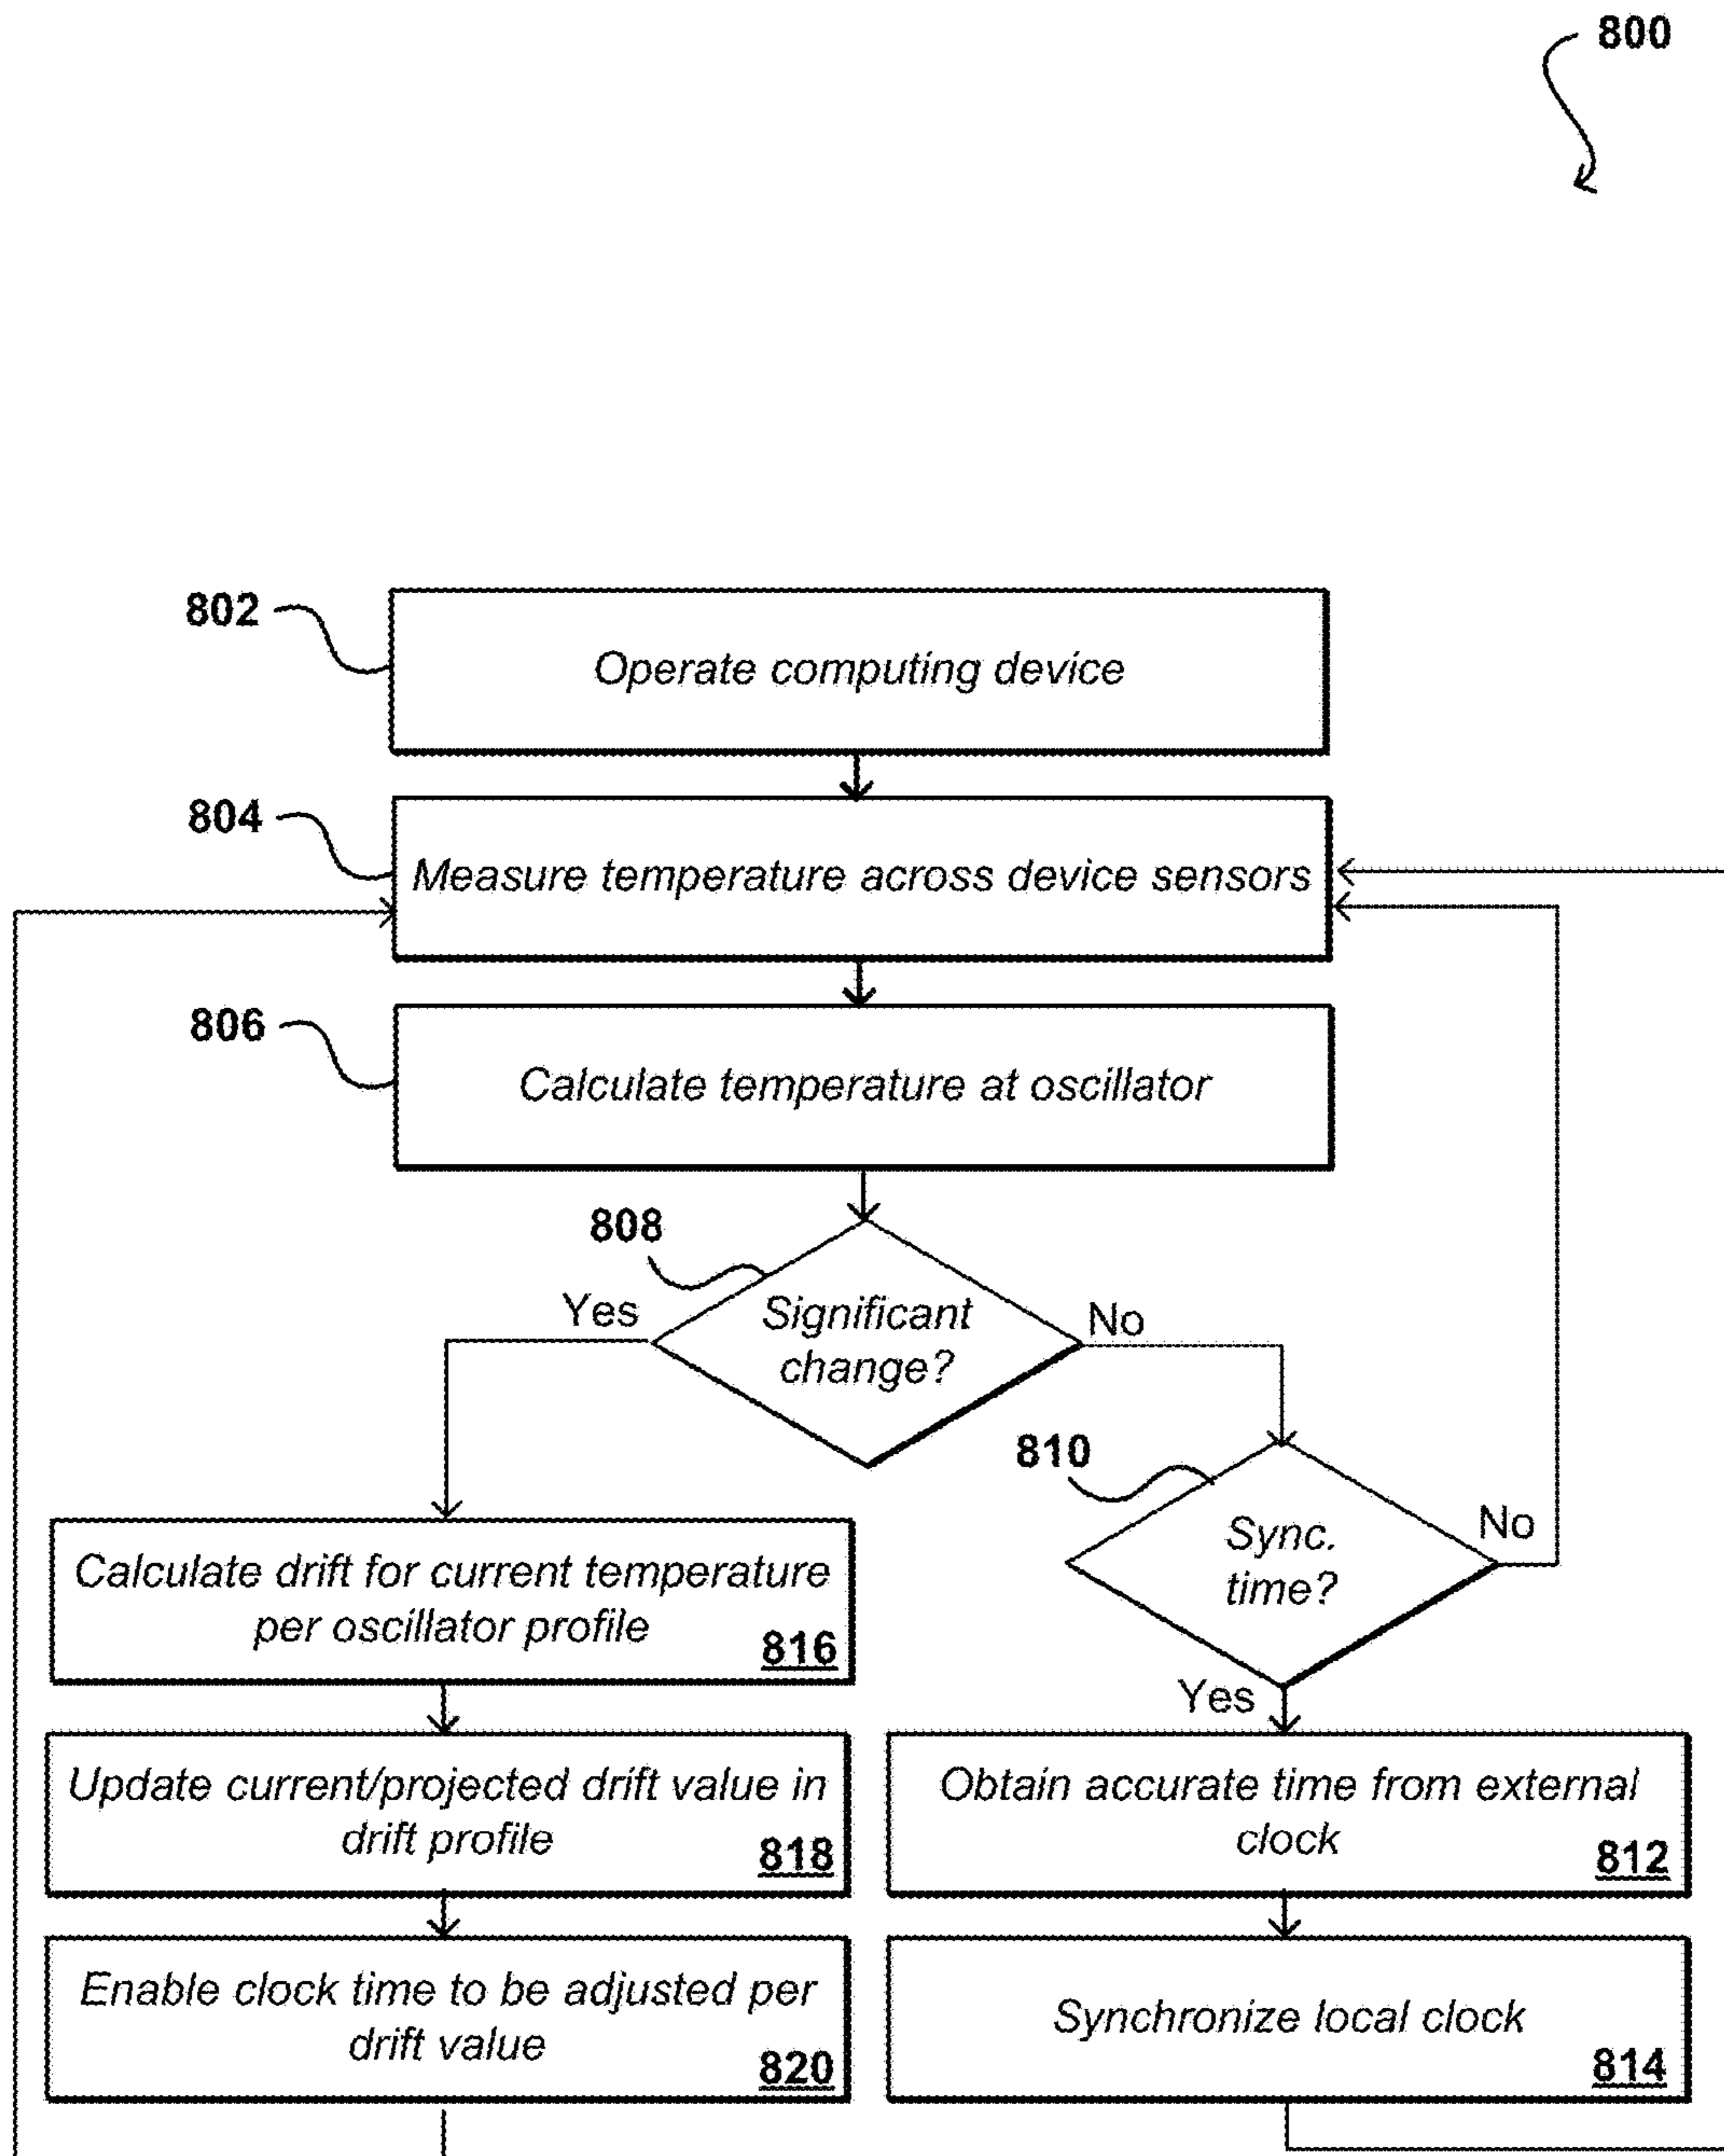 800
802
Operate computing device
804
Measure temperature across device sensors
806
Calculate temperature at oscillator
808
Yes
Significant
change?
No
810
Sync.
time?
No
Yes
Calculate drift for current temperature
per oscillator profile
816
Update current/projected drift value in
drift profile
818
Obtain accurate time from external
clock
812
Enable clock time to be adjusted per
drift value
820
Synchronize local clock
814